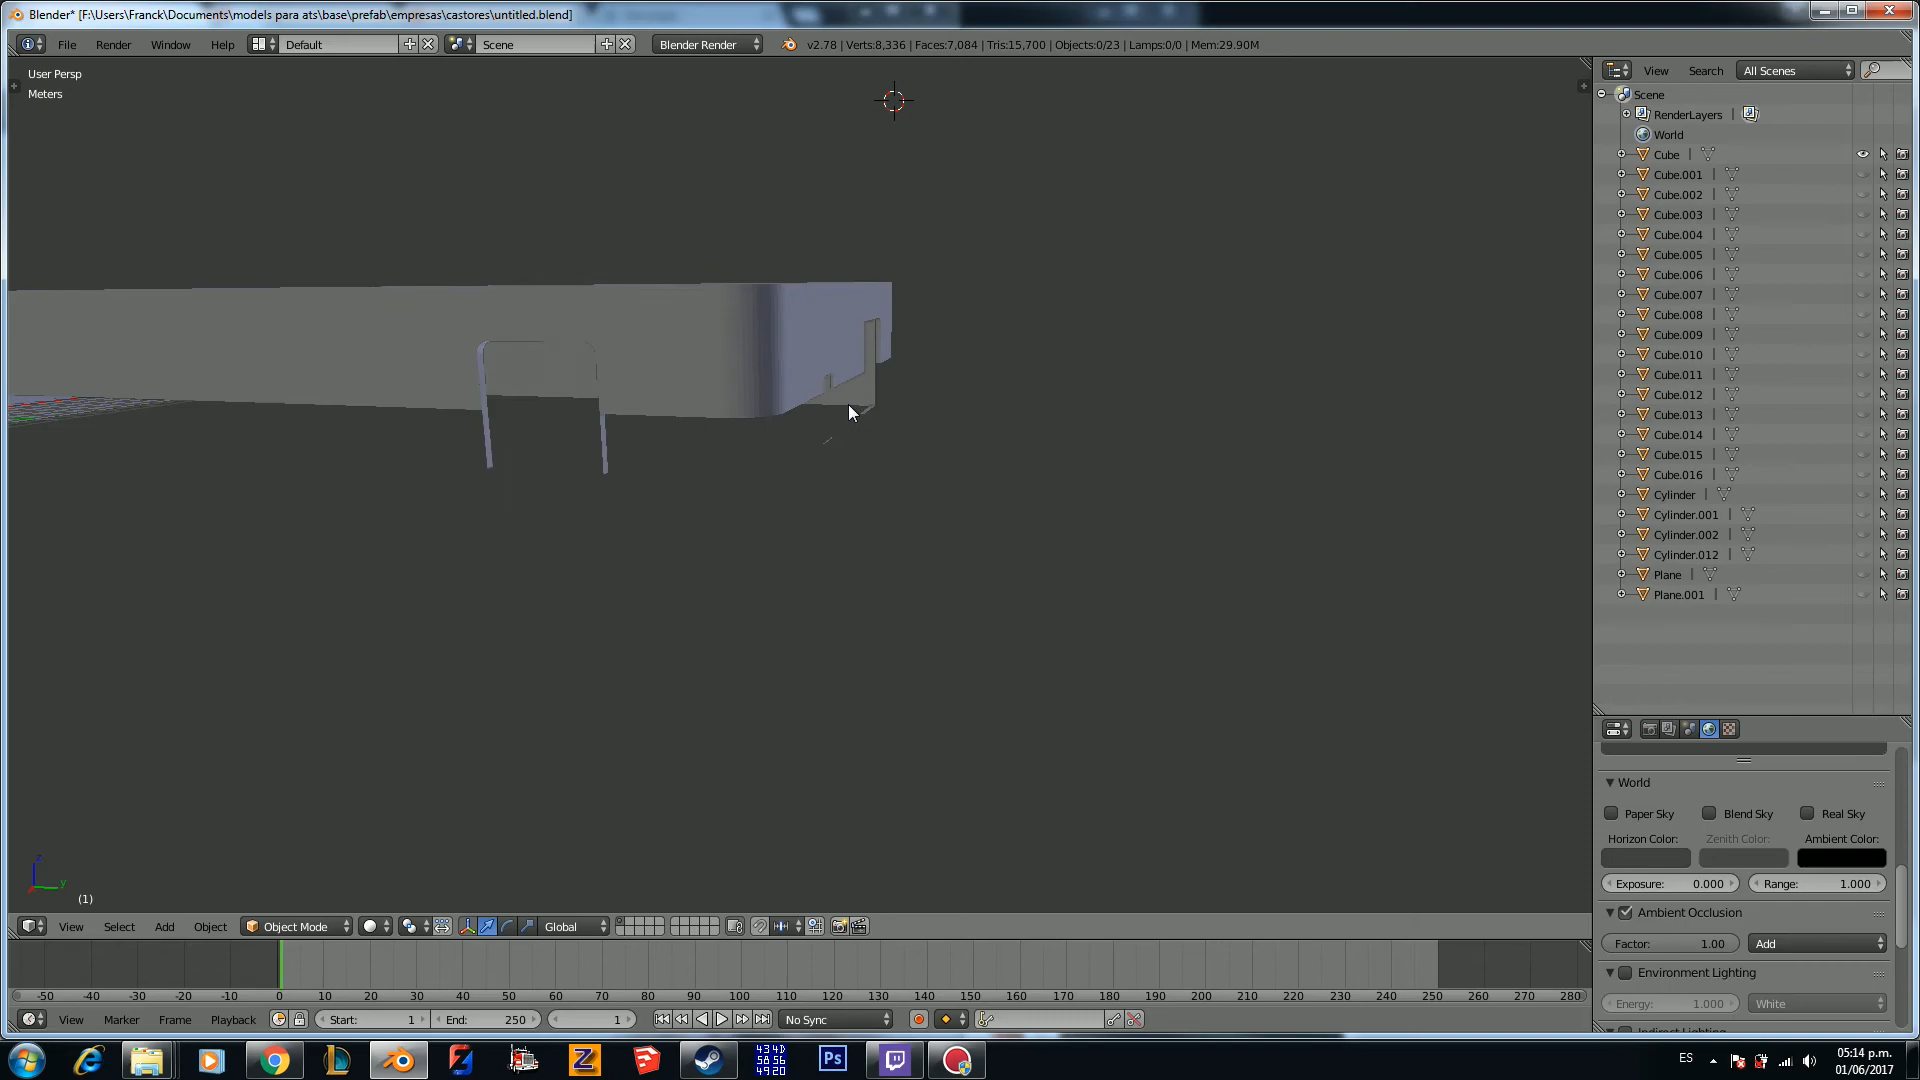 Blender* [F:\Users\Franck\Documents\models para ats\base\prefab\empresas\castores\untitled.blend]
File Render Window Help Default Scene Blender Render v2.78 | Verts:8,336 | Faces:7,084 | Tris:15,700 | Objects:0/23 | Lamps:0/0 | Mem:29.90M
User Persp
Meters
View Search All Scenes
Scene
RenderLayers
World
Cube
Cube.001
Cube.002
Cube.003
Cube.004
Cube.005
Cube.006
Cube.007
Cube.008
Cube.009
Cube.010
Cube.011
Cube.012
Cube.013
Cube.014
Cube.015
Cube.016
Cylinder
Cylinder.001
Cylinder.002
Cylinder.012
Plane
Plane.001
World
Paper Sky Blend Sky Real Sky
Horizon Color: Zenith Color: Ambient Color:
Exposure: 0.000 Range: 1.000
Ambient Occlusion
Factor: 1.00 Add
Environment Lighting
Energy: 1.000 White
Indirect Lighting
z
y
(1)
View Select Add Object Object Mode Global
-50 -40 -30 -20 -10 0 10 20 30 40 50 60 70 80 90 100 110 120 130 140 150 160 170 180 190 200 210 220 230 240 250 260 270 280
View Marker Frame Playback Start: 1 End: 250 1 No Sync
434D
5856
4920
Ps
ES
05:14 p.m.
01/06/2017